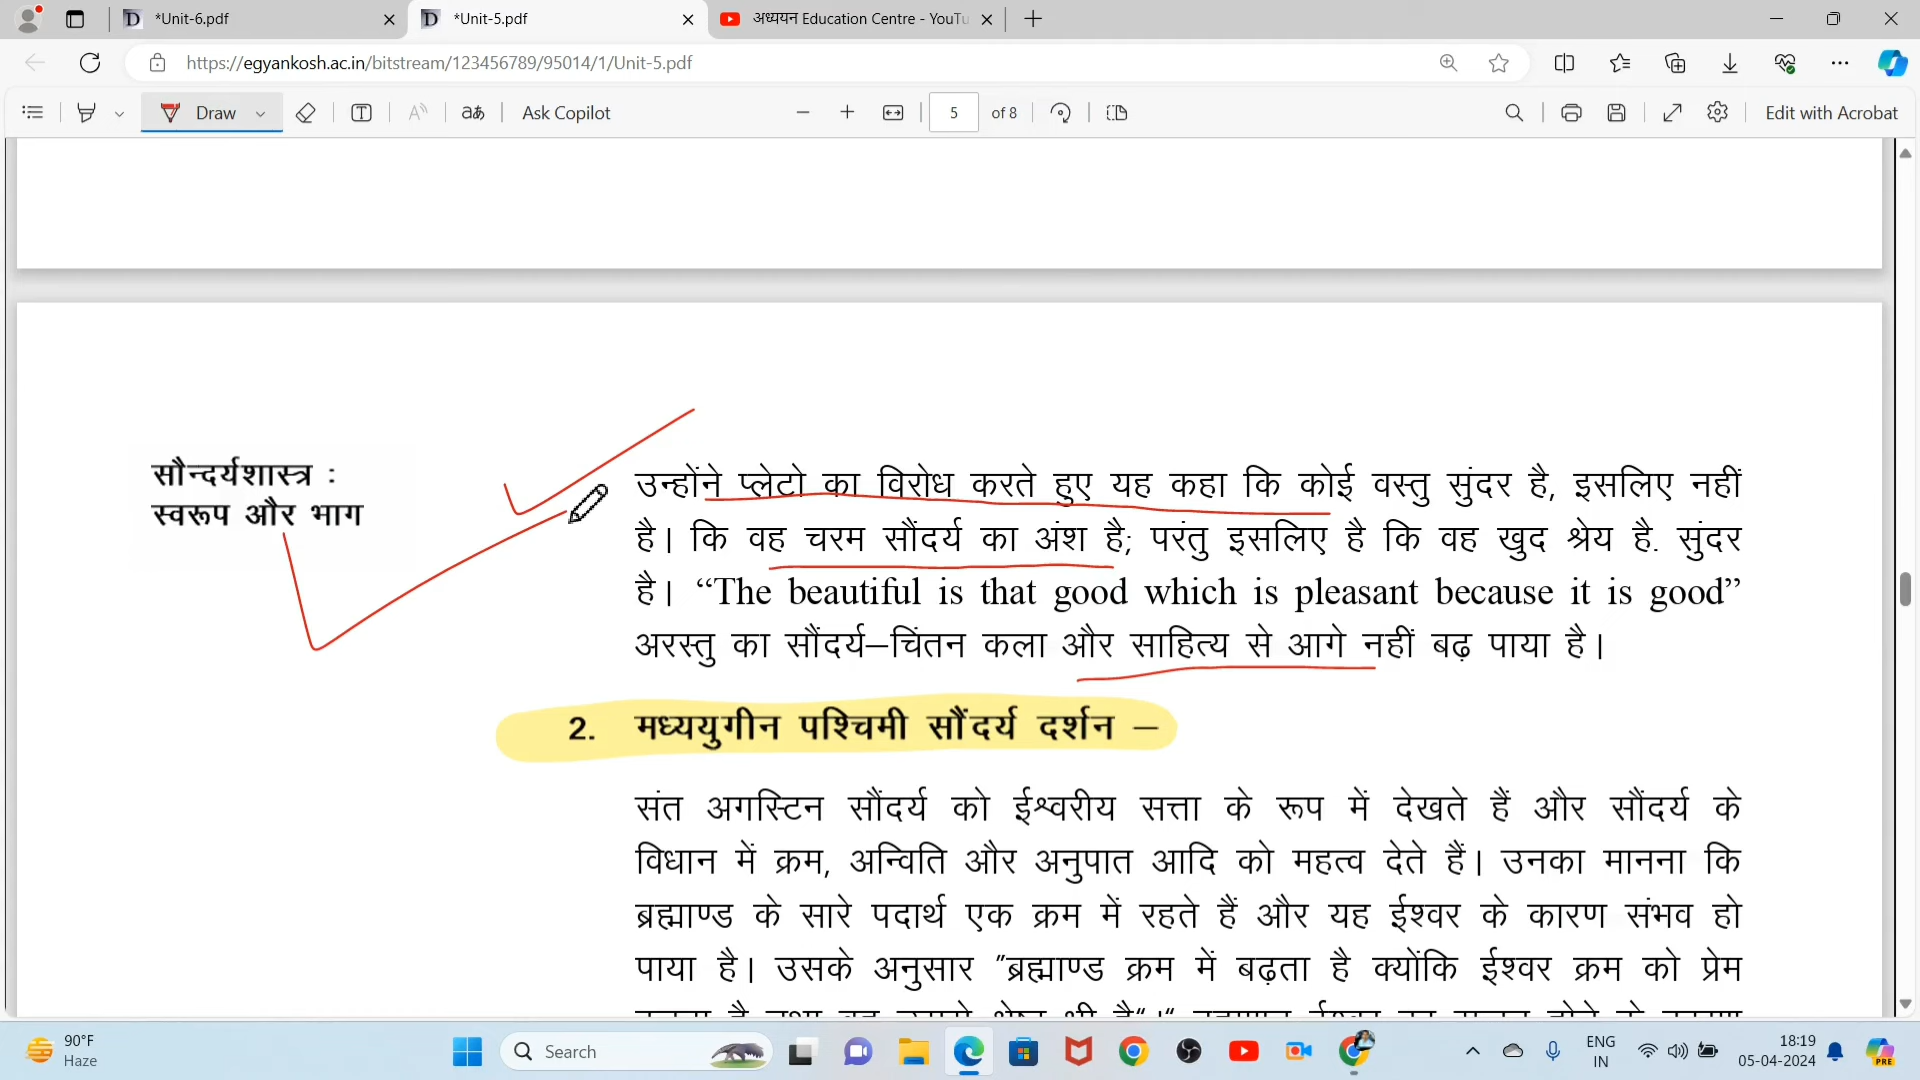 *Unit-6.pdf
*Unit-5.pdf
अध्ययन Education Centre - YouTu
https://egyankosh.ac.in/bitstream/123456789/95014/1/Unit-5.pdf
Draw
Ask Copilot
5 of 8
Edit with Acrobat
सौन्दर्यशास्त्र :
स्वरूप और भाग
उन्होंने प्लेटो का विरोध करते हुए यह कहा कि कोई वस्तु सुंदर है, इसलिए नहीं
है। कि वह चरम सौंदर्य का अंश है; परंतु इसलिए है कि वह खुद श्रेय है. सुंदर
है। “The beautiful is that good which is pleasant because it is good”
अरस्तु का सौंदर्य–चिंतन कला और साहित्य से आगे नहीं बढ़ पाया है।
2. मध्ययुगीन पश्चिमी सौंदर्य दर्शन –
संत अगस्टिन सौंदर्य को ईश्वरीय सत्ता के रूप में देखते हैं और सौंदर्य के
विधान में क्रम, अन्विति और अनुपात आदि को महत्व देते हैं। उनका मानना कि
ब्रह्माण्ड के सारे पदार्थ एक क्रम में रहते हैं और यह ईश्वर के कारण संभव हो
पाया है। उसके अनुसार “ब्रह्माण्ड क्रम में बढ़ता है क्योंकि ईश्वर क्रम को प्रेम
90°F
Haze
Search
ENG
IN
18:19
05-04-2024
PRE